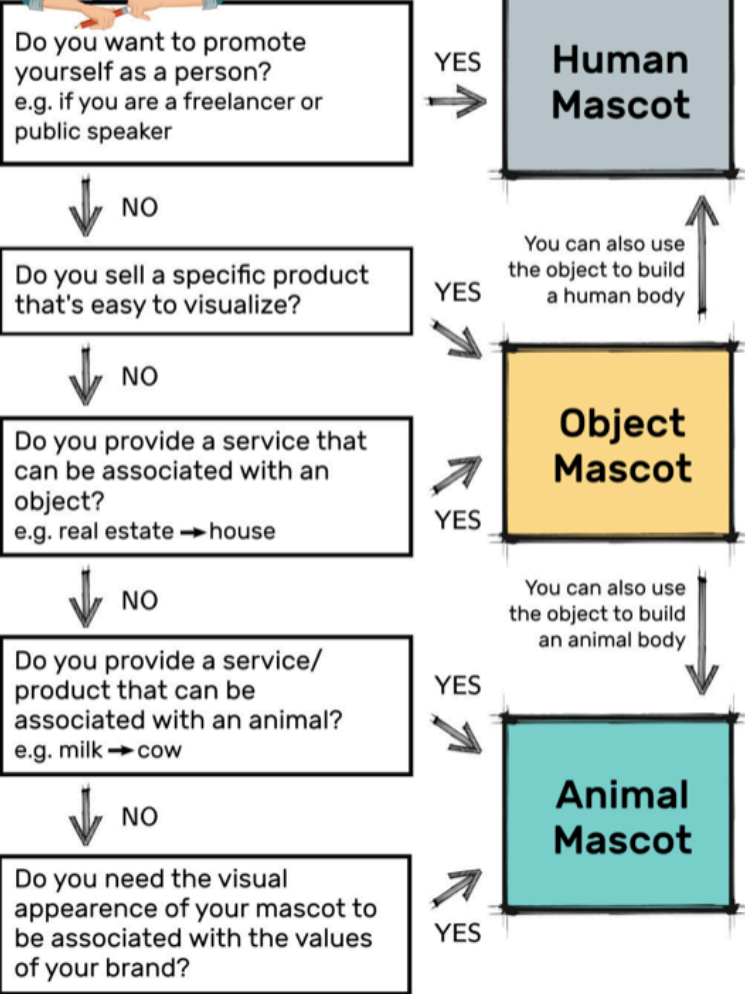 Do you want to promote
yourself as a person?
e.g. if you are a freelancer or
public speaker
YES
Human
Mascot
NO
You can also use
the object to build
a human body
Do you sell a specific product
that's easy to visualize?
YES
NO
Object
Mascot
Do you provide a service that
can be associated with an
object?
e.g. real estate → house
YES
NO
You can also use
the object to build
an animal body
Do you provide a service/
product that can be
associated with an animal?
e.g. milk → cow
YES
NO
Animal
Mascot
Do you need the visual
appearence of your mascot to
be associated with the values
of your brand?
YES